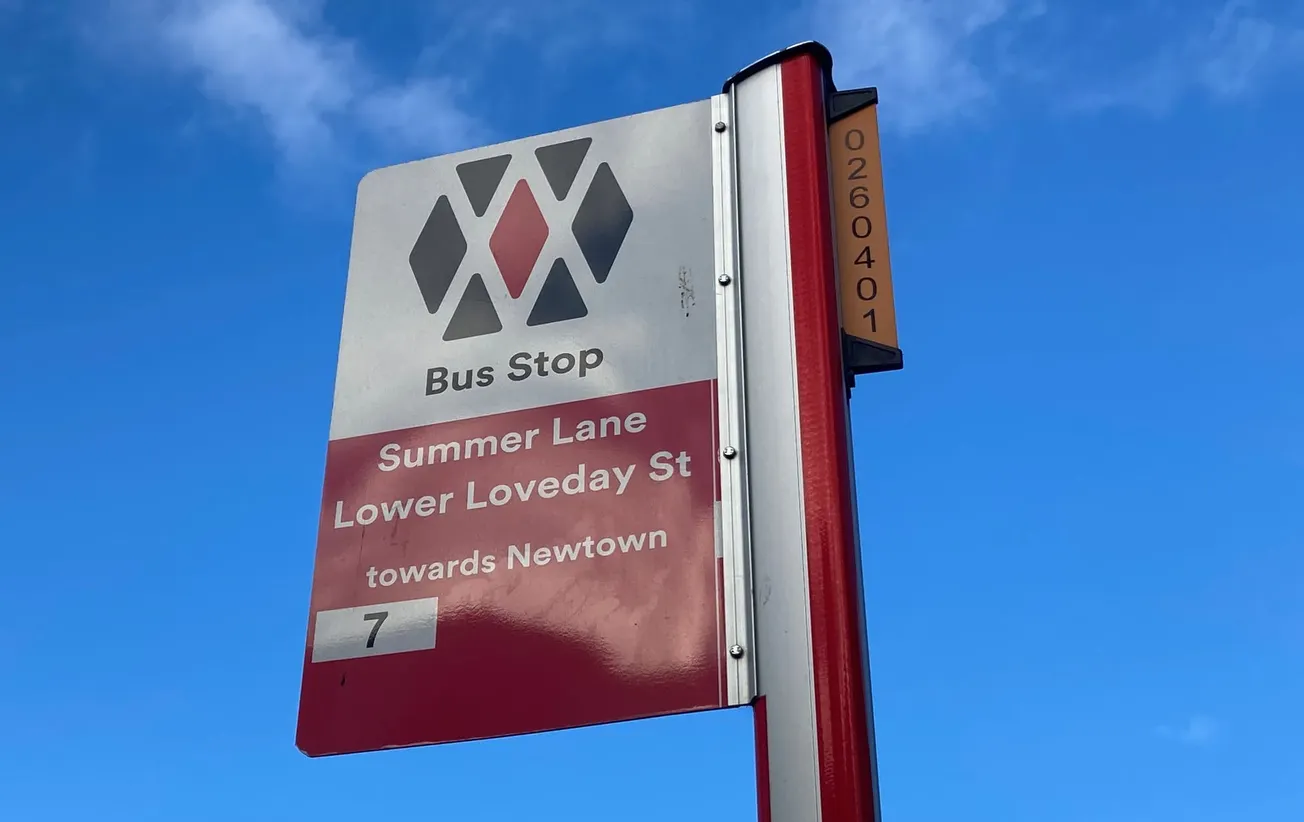 Bus Stop
Summer Lane
Lower Loveday St
towards Newtown
7
0260401